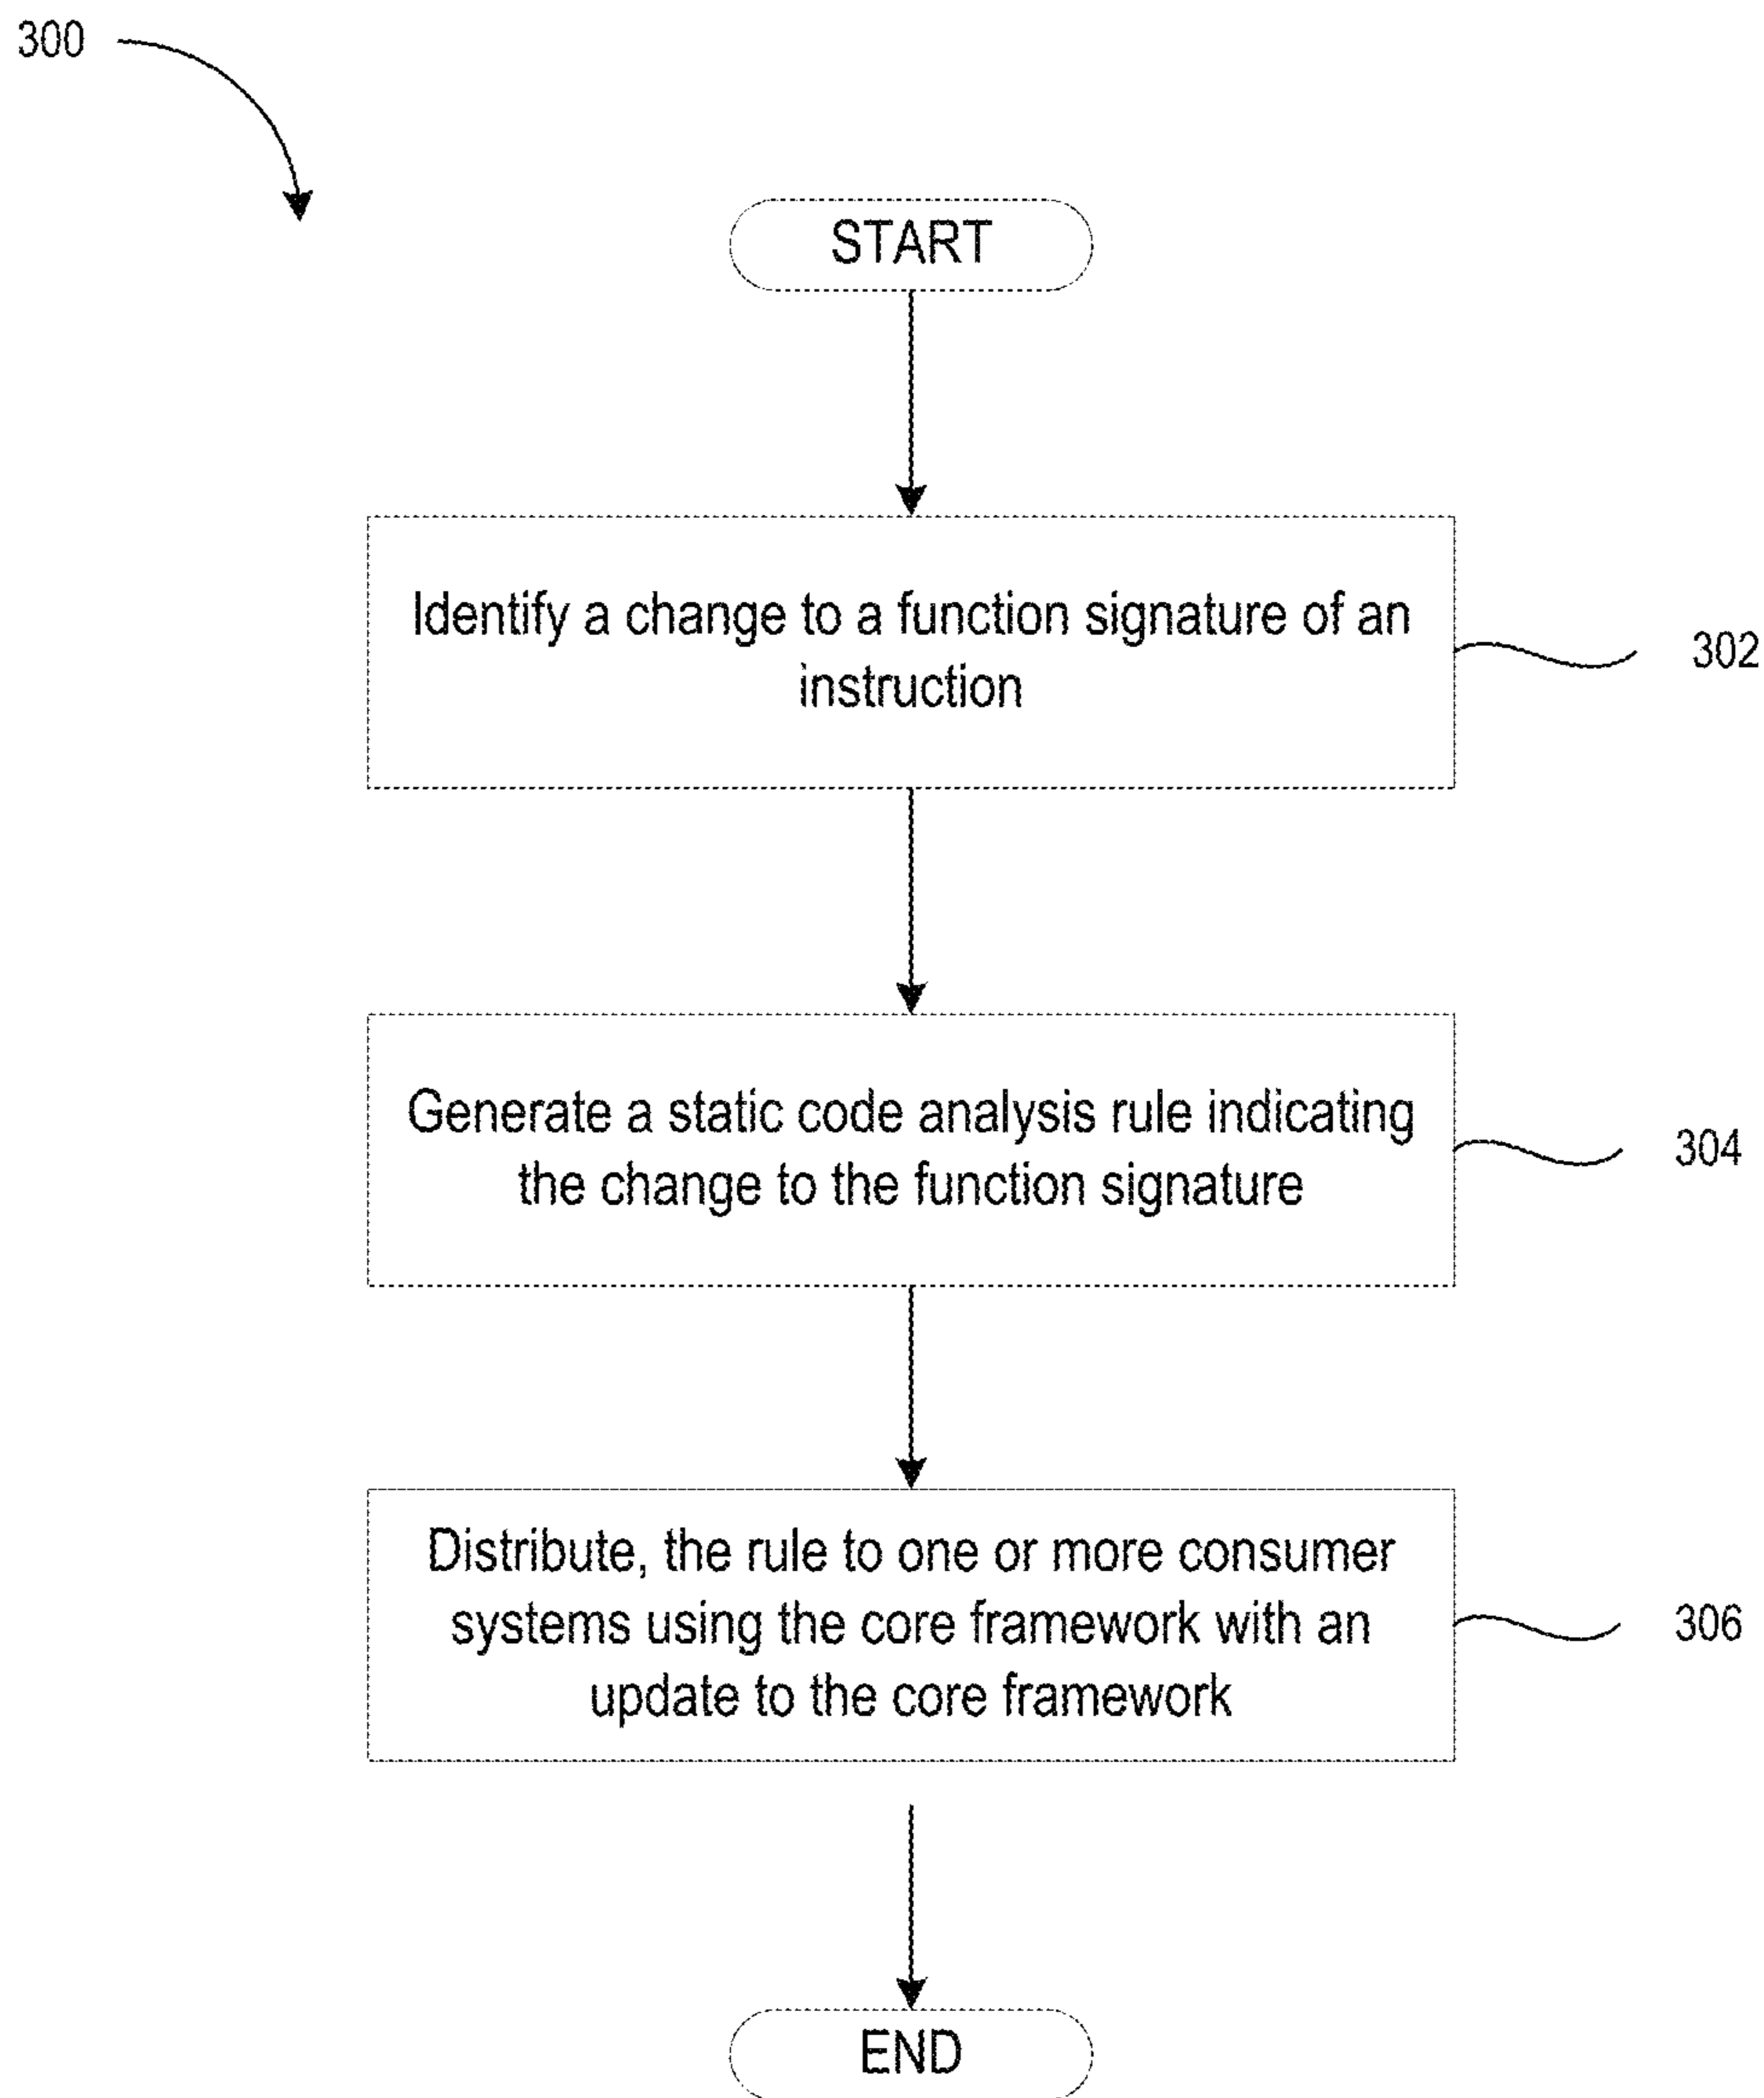 300
START
Identify a change to a function signature of an
instruction
302
Generate a static code analysis rule indicating
the change to the function signature
304
Distribute, the rule to one or more consumer
systems using the core framework with an
update to the core framework
306
END